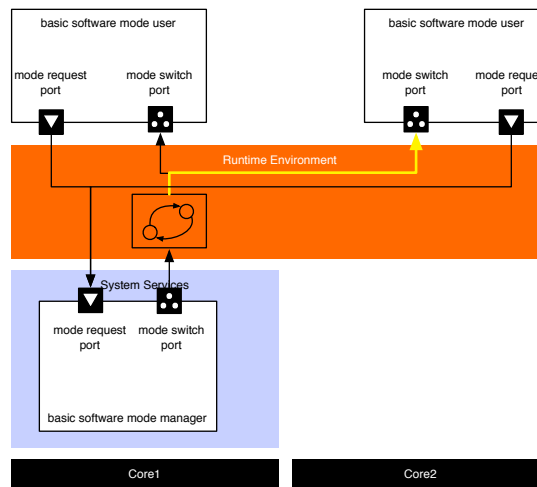 basic software mode user
basic software mode user
mode request
port
mode switch
port
mode switch
port
mode reque
port
Runtime Environment
System Services
mode request
port
mode switch
port
basic software mode manager
Core1
Core2